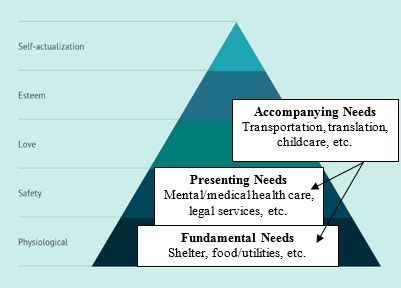 Self-actualization
Esteem
Accompanying Needs
Transportation, translation,
childcare, etc.
Love
Presenting Needs
Mental/medical health care,
legal services, etc.
Safety
Fundamental Needs
Shelter, food/utilities, etc.
Physiological